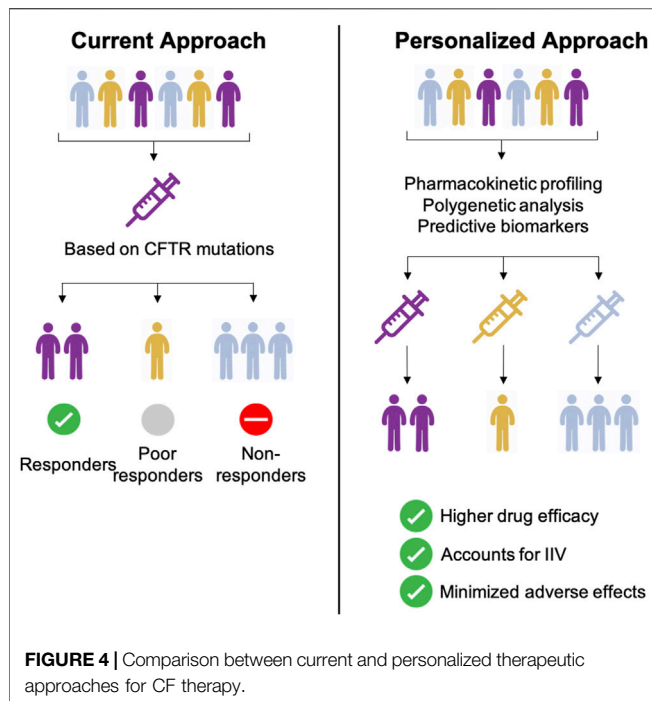 Current Approach
Based on CFTR mutations
Responders
Poor
responders
Non-
responders
Personalized Approach
Pharmacokinetic profiling
Polygenetic analysis
Predictive biomarkers
Higher drug efficacy
Accounts for IIV
Minimized adverse effects
FIGURE 4 | Comparison between current and personalized therapeutic
approaches for CF therapy.